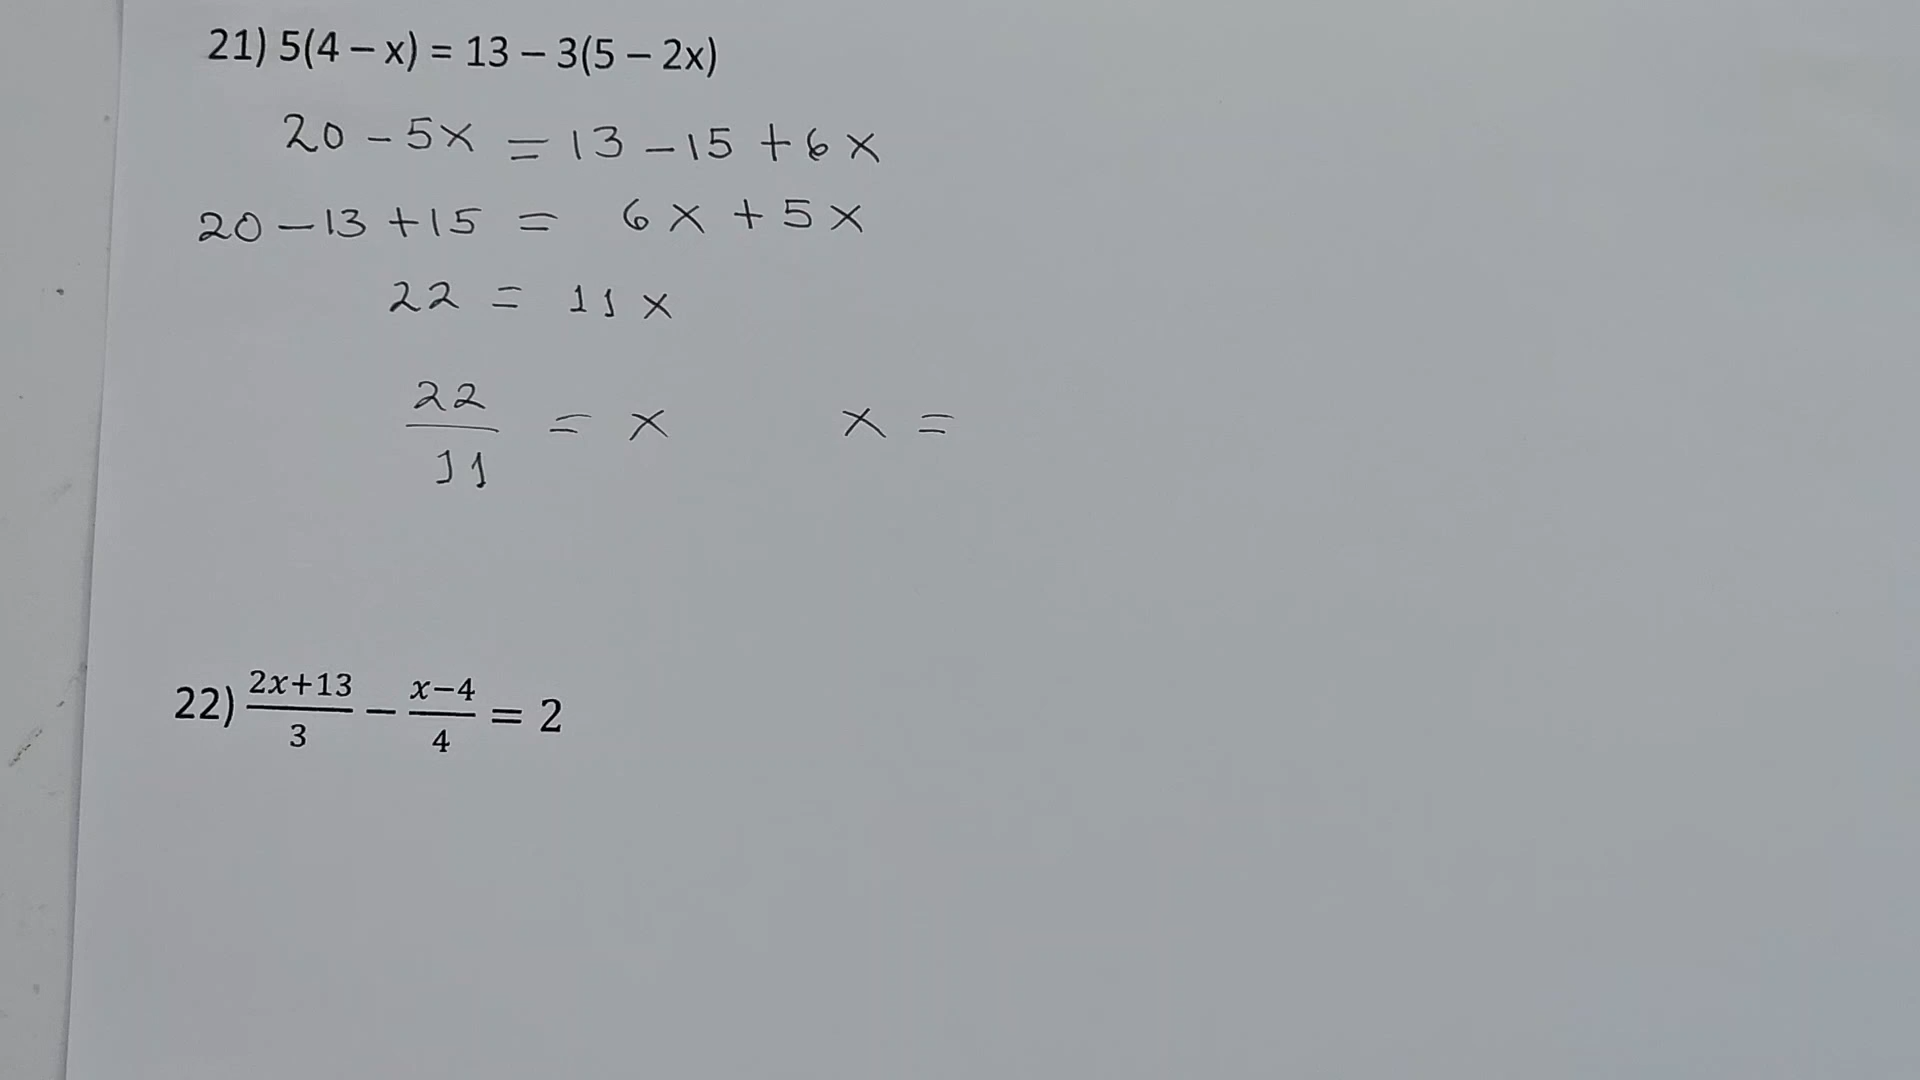 21) 5(4 – x) = 13 – 3(5 – 2x)
20 – 5x = 13 – 15 + 6x
20 – 13 + 15 = 6x + 5x
22 = 11x
22/11 = x    x =
22) (2x+13)/3 – (x–4)/4 = 2